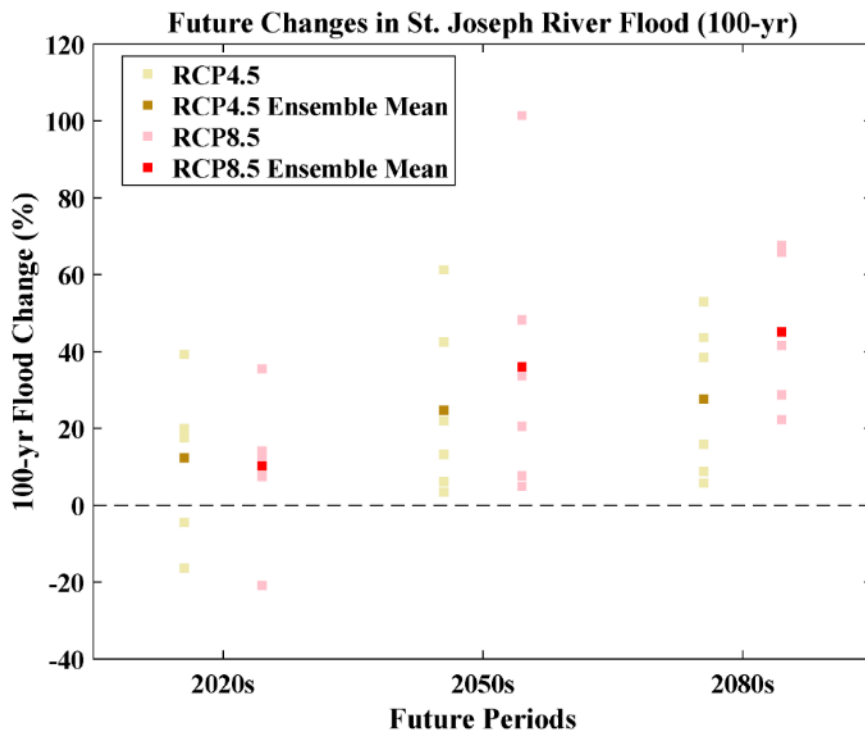 Future Changes in St. Joseph River Flood (100-yr)
120
100
80
60
40
20
0
-20
-40
100-yr Flood Change (%)
RCP4.5
RCP4.5 Ensemble Mean
RCP8.5
RCP8.5 Ensemble Mean
2020s 2050s 2080s
Future Periods